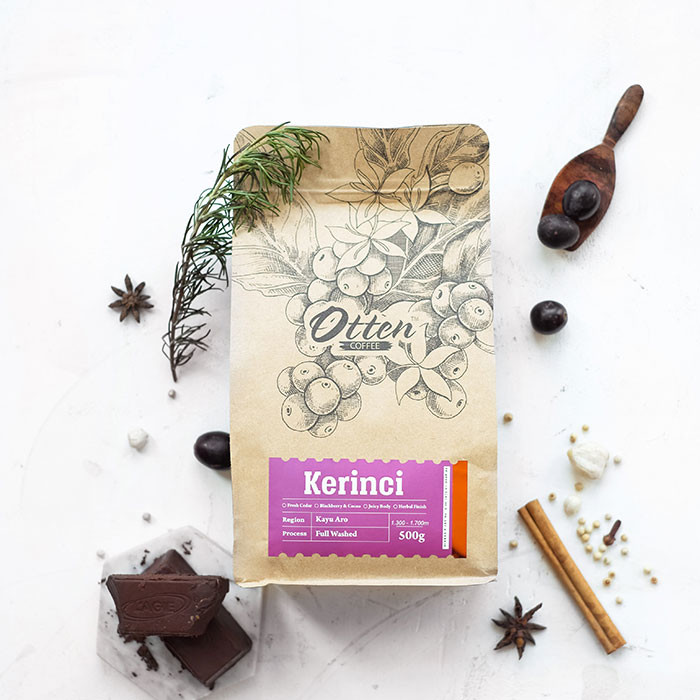 Otten
COFFEE
Kerinci
Fresh Cedar Blackberry & Cocoa Juicy Body Herbal Finish
Region Kayu Aro 1.300 - 1.700m
Process Full Washed 500g